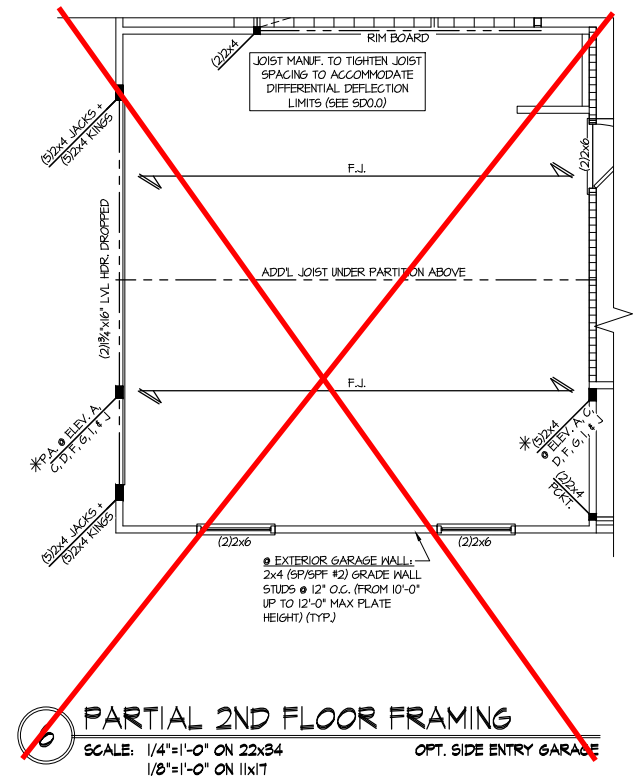 (2)2x4
RIM BOARD
JOIST MANUF. TO TIGHTEN JOIST
SPACING TO ACCOMMODATE
DIFFERENTIAL DEFLECTION
LIMITS (SEE SD0.0)
(5)2x4 JACKS +
(5)2x4 KINGS
(2)2x6
F.J.
(2)1¾"x16" LVL HDR. DROPPED
ADD'L JOIST UNDER PARTITION ABOVE
F.J.
*P.A. @ ELEV. A,
C, D, F, G, I, & J
*(5)2x4
@ ELEV. A, C,
D, F, G, I, & J
(2)2x4
PCKT.
(5)2x4 JACKS +
(5)2x4 KINGS
(2)2x6
(2)2x6
@ EXTERIOR GARAGE WALL:
2x4 (SP/SPF #2) GRADE WALL
STUDS @ 12" O.C. (FROM 10'-0"
UP TO 12'-0" MAX PLATE
HEIGHT) (TYP.)
PARTIAL 2ND FLOOR FRAMING
SCALE: 1/4"=1'-0" ON 22x34
OPT. SIDE ENTRY GARAGE
1/8"=1'-0" ON 11x17